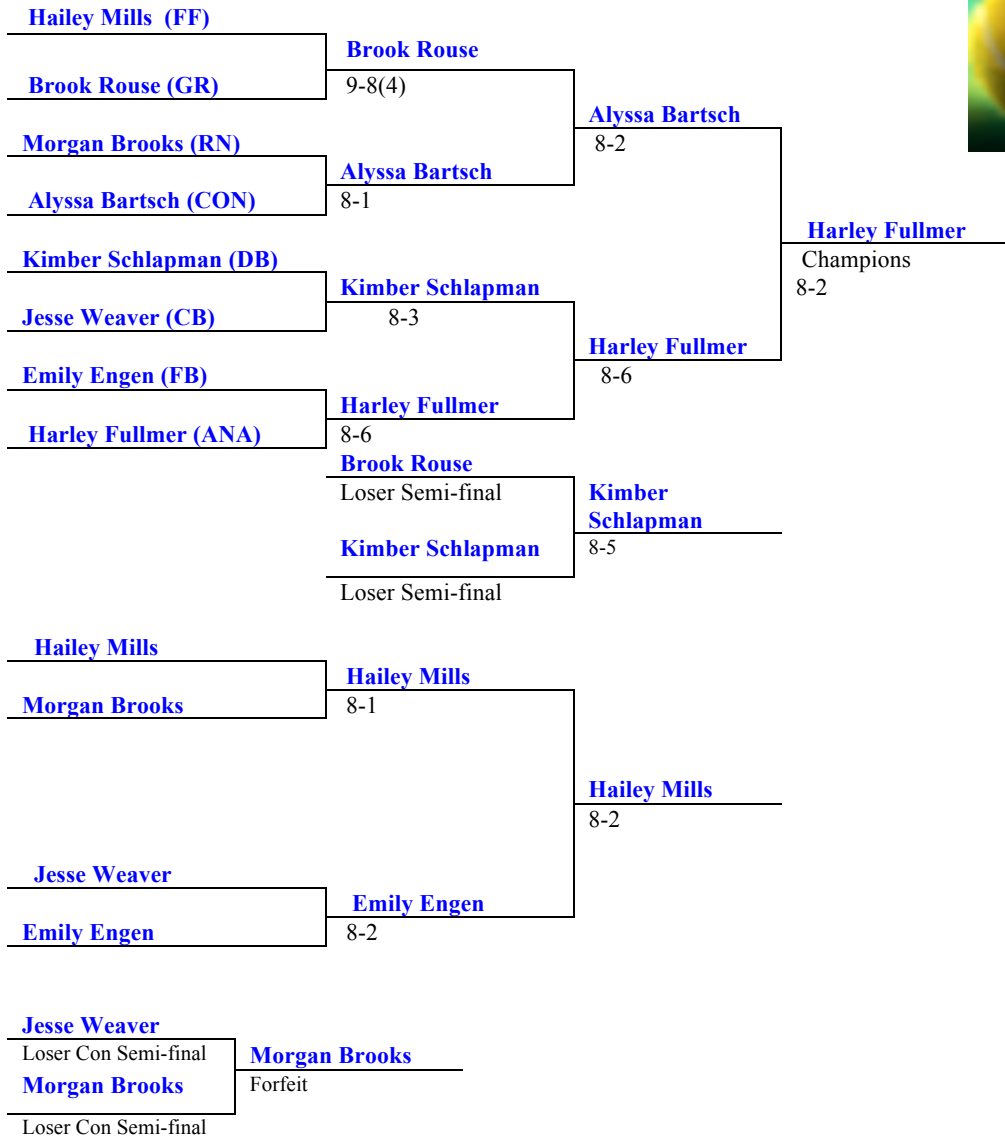 Hailey Mills (FF)
Brook Rouse
Brook Rouse (GR)
9-8(4)
Alyssa Bartsch
8-2
Morgan Brooks (RN)
Alyssa Bartsch
8-1
Alyssa Bartsch (CON)
Harley Fullmer
Champions
8-2
Kimber Schlapman (DB)
Kimber Schlapman
8-3
Jesse Weaver (CB)
Harley Fullmer
8-6
Emily Engen (FB)
Harley Fullmer
8-6
Harley Fullmer (ANA)
Brook Rouse
Loser Semi-final
Kimber
Schlapman
8-5
Kimber Schlapman
Loser Semi-final
Hailey Mills
Hailey Mills
8-1
Morgan Brooks
Hailey Mills
8-2
Jesse Weaver
Emily Engen
8-2
Emily Engen
Jesse Weaver
Loser Con Semi-final
Morgan Brooks
Forfeit
Morgan Brooks
Loser Con Semi-final